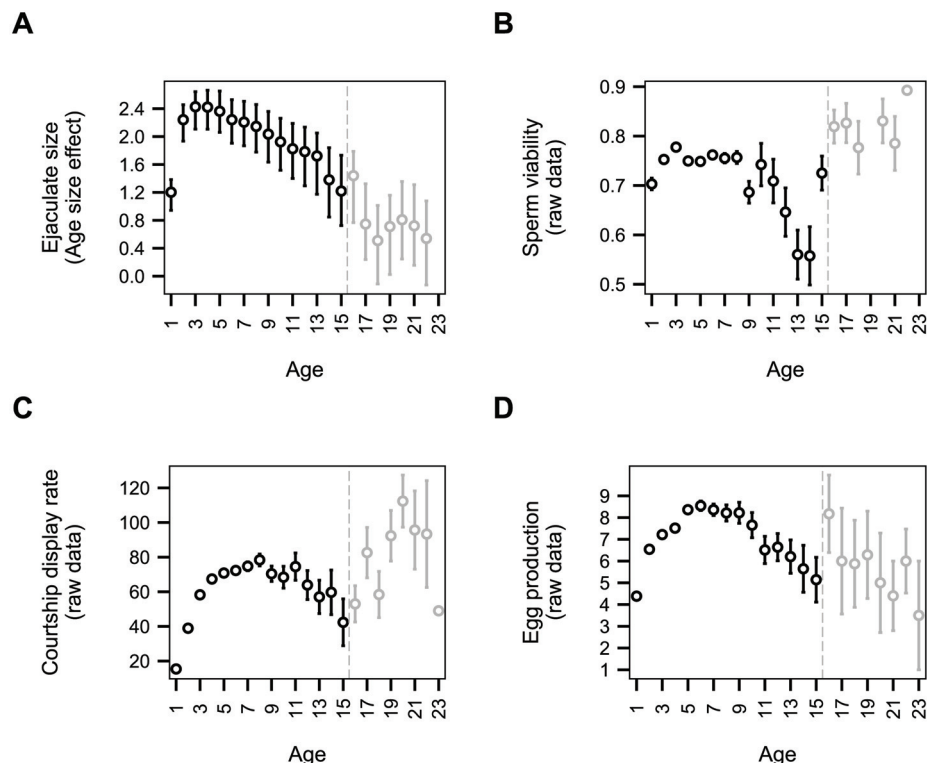 A
Ejaculate size
(Age size effect)
2.4
2.0
1.6
1.2
0.8
0.4
0.0
1 3 5 7 9 11 13 15 17 19 21 23
Age
B
Sperm viability
(raw data)
0.9
0.8
0.7
0.6
0.5
1 3 5 7 9 11 13 15 17 19 21 23
Age
C
Courtship display rate
(raw data)
120
100
80
60
40
20
1 3 5 7 9 11 13 15 17 19 21 23
Age
D
Egg production
(raw data)
9
8
7
6
5
4
3
2
1
1 3 5 7 9 11 13 15 17 19 21 23
Age